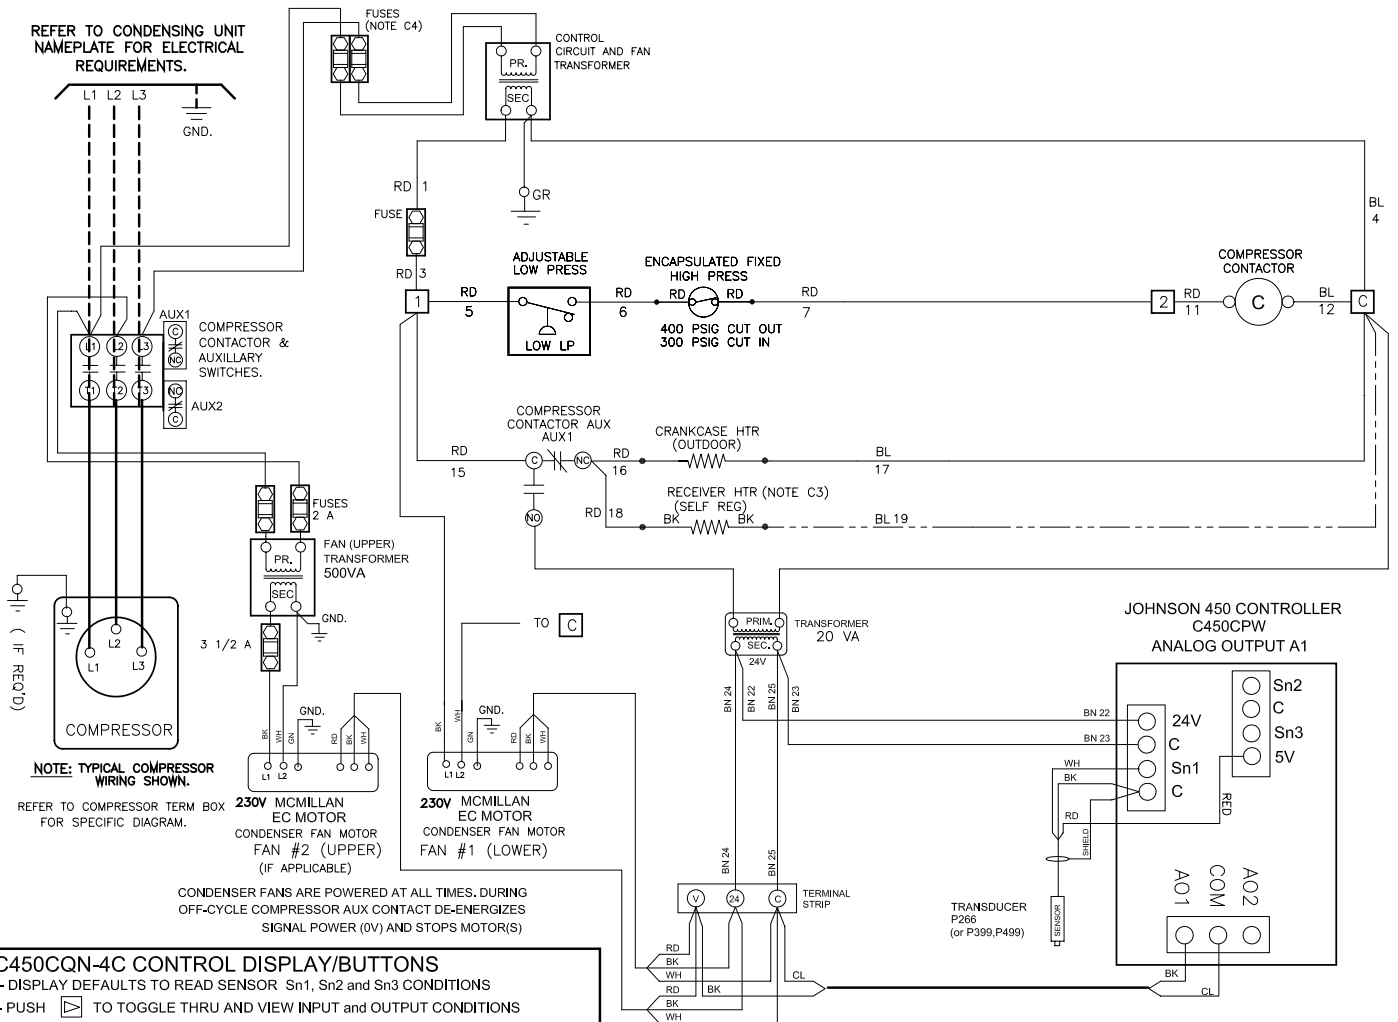 REFER TO CONDENSING UNIT
NAMEPLATE FOR ELECTRICAL
REQUIREMENTS.
L1 L2 L3
GND.
FUSES
(NOTE C4)
PR.
SEC
CONTROL
CIRCUIT AND FAN
TRANSFORMER
RD 1
GR
FUSE
RD 3
BL
4
1
RD
5
ADJUSTABLE
LOW PRESS
LOW LP
RD
6
ENCAPSULATED FIXED
HIGH PRESS
RD RD
400 PSIG CUT OUT
300 PSIG CUT IN
RD
7
2
RD
11
COMPRESSOR
CONTACTOR
C
BL
12
C
AUX1
C
NC
L1 L2 L3
T1 T2 T3
COMPRESSOR
CONTACTOR &
AUXILLARY
SWITCHES.
NO
C
AUX2
COMPRESSOR
CONTACTOR AUX
AUX1
RD
15
C
NC
NO
RD
16
CRANKCASE HTR
(OUTDOOR)
BL
17
RECEIVER HTR (NOTE C3)
(SELF REG)
RD 18
BK BK
BL 19
FUSES
2 A
PR.
SEC
FAN (UPPER)
TRANSFORMER
500VA
GND.
3 1/2 A
( IF REQ'D)
L1
L2
L3
COMPRESSOR
NOTE: TYPICAL COMPRESSOR
WIRING SHOWN.
REFER TO COMPRESSOR TERM BOX
FOR SPECIFIC DIAGRAM.
TO C
PRIM.
SEC.
24V
TRANSFORMER
20 VA
BN 24
BN 22
BN 25
BN 23
BK
WH
GN
GND.
RD
BK
WH
L1 L2
230V MCMILLAN
EC MOTOR
CONDENSER FAN MOTOR
FAN #2 (UPPER)
(IF APPLICABLE)
BK
WH
GN
GND.
RD
BK
WH
L1 L2
230V MCMILLAN
EC MOTOR
CONDENSER FAN MOTOR
FAN #1 (LOWER)
CONDENSER FANS ARE POWERED AT ALL TIMES. DURING
OFF-CYCLE COMPRESSOR AUX CONTACT DE-ENERGIZES
SIGNAL POWER (0V) AND STOPS MOTOR(S)
JOHNSON 450 CONTROLLER
C450CPW
ANALOG OUTPUT A1
BN 22
BN 23
WH
BK
RD
SHIELD
RED
24V
C
Sn1
C
Sn2
C
Sn3
5V
AO1
COM
AO2
TRANSDUCER
P266
(or P399,P499)
SENSOR
BN 24
BN 25
V 24 C
TERMINAL
STRIP
RD
BK
WH
RD
BK
WH
BK
CL
BK
CL
C450CQN-4C CONTROL DISPLAY/BUTTONS
- DISPLAY DEFAULTS TO READ SENSOR Sn1, Sn2 and Sn3 CONDITIONS
- PUSH TO TOGGLE THRU AND VIEW INPUT and OUTPUT CONDITIONS